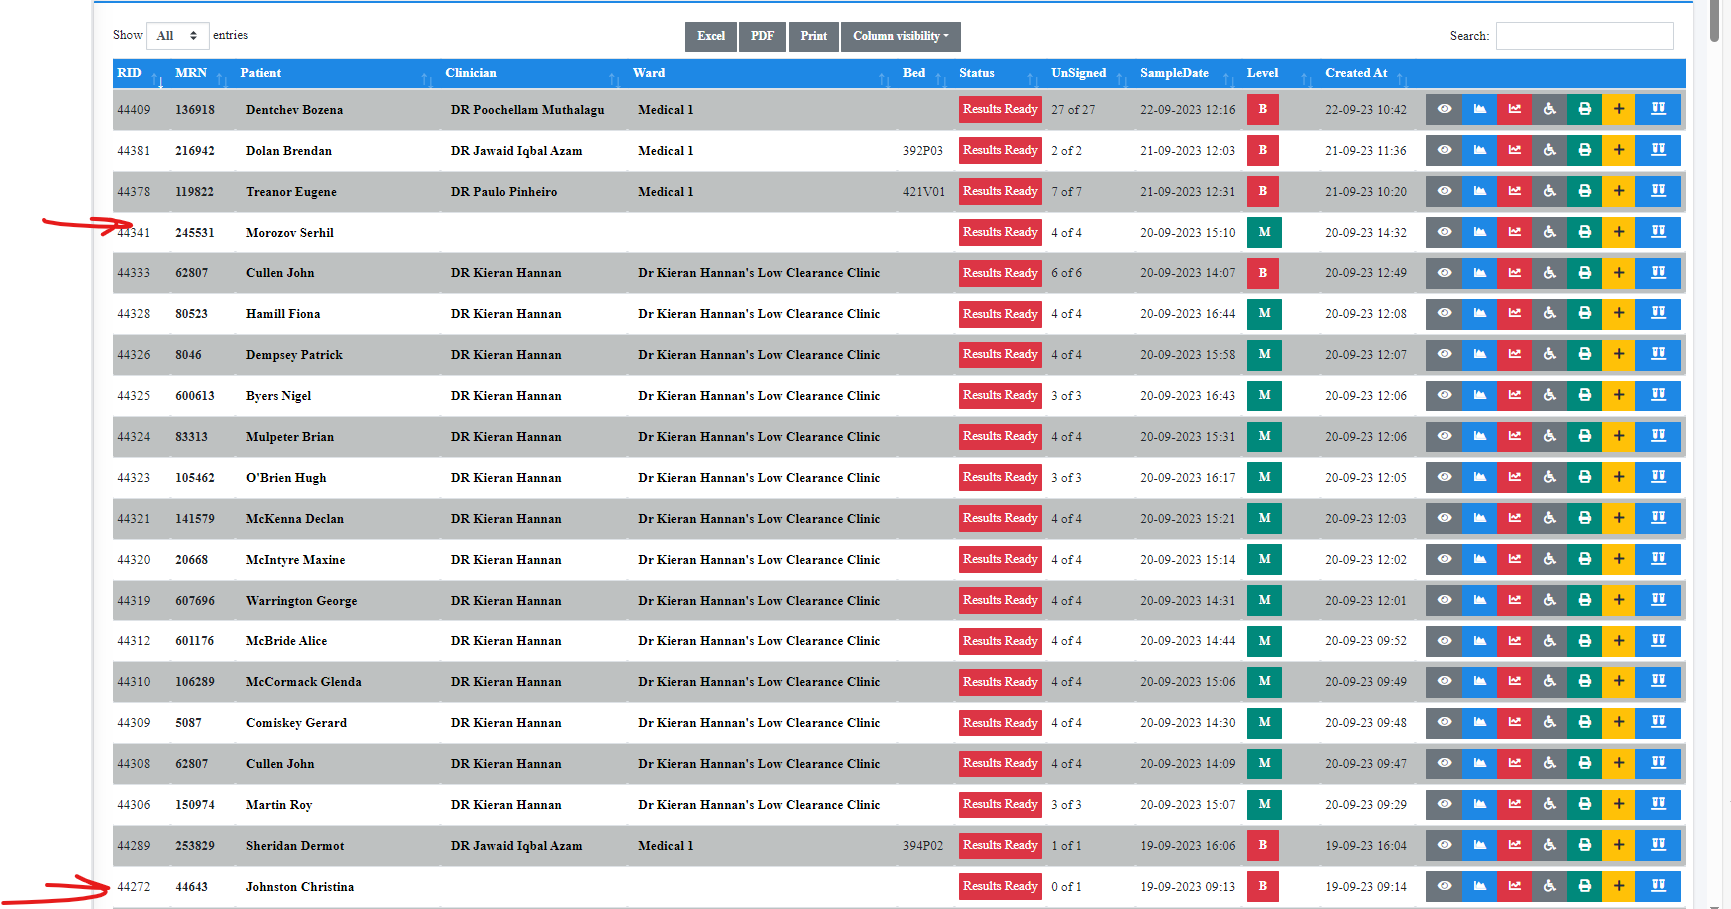 Show All entries Excel PDF Print Column visibility Search:
RID MRN Patient Clinician Ward Bed Status UnSigned SampleDate Level Created At
44409 136918 Dentchev Bozena DR Poochellam Muthalagu Medical 1 Results Ready 27 of 27 22-09-2023 12:16 B 22-09-23 10:42
44381 216942 Dolan Brendan DR Jawaid Iqbal Azam Medical 1 392P03 Results Ready 2 of 2 21-09-2023 12:03 B 21-09-23 11:36
44378 119822 Treanor Eugene DR Paulo Pinheiro Medical 1 421V01 Results Ready 7 of 7 21-09-2023 12:31 B 21-09-23 10:20
44341 245531 Morozov Serhil Results Ready 4 of 4 20-09-2023 15:10 M 20-09-23 14:32
44333 62807 Cullen John DR Kieran Hannan Dr Kieran Hannan's Low Clearance Clinic Results Ready 6 of 6 20-09-2023 14:07 B 20-09-23 12:49
44328 80523 Hamill Fiona DR Kieran Hannan Dr Kieran Hannan's Low Clearance Clinic Results Ready 4 of 4 20-09-2023 16:44 M 20-09-23 12:08
44326 8046 Dempsey Patrick DR Kieran Hannan Dr Kieran Hannan's Low Clearance Clinic Results Ready 4 of 4 20-09-2023 15:58 M 20-09-23 12:07
44325 600613 Byers Nigel DR Kieran Hannan Dr Kieran Hannan's Low Clearance Clinic Results Ready 3 of 3 20-09-2023 16:43 M 20-09-23 12:06
44324 83313 Mulpeter Brian DR Kieran Hannan Dr Kieran Hannan's Low Clearance Clinic Results Ready 4 of 4 20-09-2023 15:31 M 20-09-23 12:06
44323 105462 O'Brien Hugh DR Kieran Hannan Dr Kieran Hannan's Low Clearance Clinic Results Ready 3 of 3 20-09-2023 16:17 M 20-09-23 12:05
44321 141579 McKenna Declan DR Kieran Hannan Dr Kieran Hannan's Low Clearance Clinic Results Ready 4 of 4 20-09-2023 15:21 M 20-09-23 12:03
44320 20668 McIntyre Maxine DR Kieran Hannan Dr Kieran Hannan's Low Clearance Clinic Results Ready 4 of 4 20-09-2023 15:14 M 20-09-23 12:02
44319 607696 Warrington George DR Kieran Hannan Dr Kieran Hannan's Low Clearance Clinic Results Ready 4 of 4 20-09-2023 14:31 M 20-09-23 12:01
44312 601176 McBride Alice DR Kieran Hannan Dr Kieran Hannan's Low Clearance Clinic Results Ready 4 of 4 20-09-2023 14:44 M 20-09-23 09:52
44310 106289 McCormack Glenda DR Kieran Hannan Dr Kieran Hannan's Low Clearance Clinic Results Ready 4 of 4 20-09-2023 15:06 M 20-09-23 09:49
44309 5087 Comiskey Gerard DR Kieran Hannan Dr Kieran Hannan's Low Clearance Clinic Results Ready 4 of 4 20-09-2023 14:30 M 20-09-23 09:48
44308 62807 Cullen John DR Kieran Hannan Dr Kieran Hannan's Low Clearance Clinic Results Ready 4 of 4 20-09-2023 14:09 M 20-09-23 09:47
44306 150974 Martin Roy DR Kieran Hannan Dr Kieran Hannan's Low Clearance Clinic Results Ready 3 of 3 20-09-2023 15:07 M 20-09-23 09:29
44289 253829 Sheridan Dermot DR Jawaid Iqbal Azam Medical 1 394P02 Results Ready 1 of 1 19-09-2023 16:06 B 19-09-23 16:04
44272 44643 Johnston Christina Results Ready 0 of 1 19-09-2023 09:13 B 19-09-23 09:14